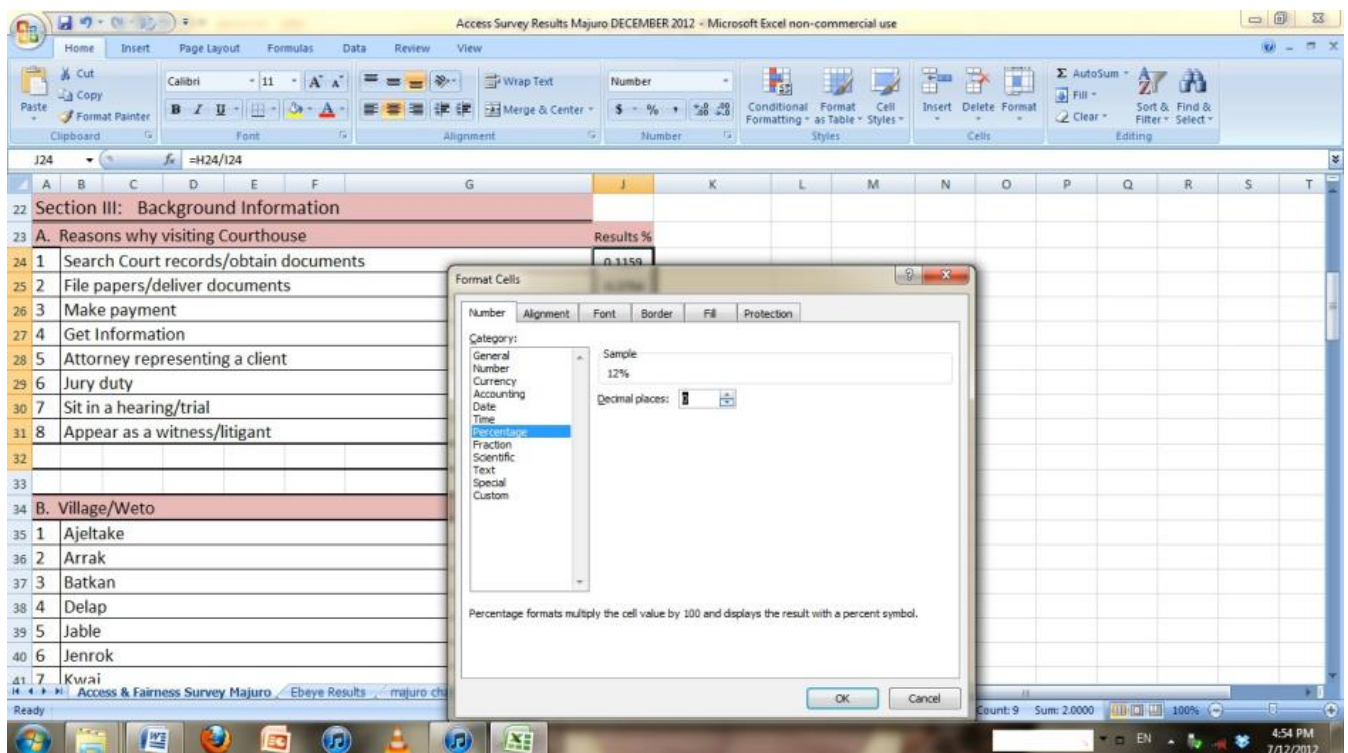 Access Survey Results Majuro DECEMBER 2012 - Microsoft Excel non-commercial use
Home Insert Page Layout Formulas Data Review View
Cut
Copy
Format Painter
Paste
Calibri 11
B I U
Wrap Text
Merge & Center
Number
$ % ,
Conditional Formatting
Format as Table
Cell Styles
Insert Delete Format
Σ AutoSum
Fill
Clear
Sort & Filter
Find & Select
Clipboard Font Alignment Number Styles Cells Editing
J24 fx =H24/I24
A B C D E F G J K L M N O P Q R S T
22 Section III: Background Information
23 A. Reasons why visiting Courthouse Results %
24 1 Search Court records/obtain documents 0.1159
25 2 File papers/deliver documents
26 3 Make payment
27 4 Get Information
28 5 Attorney representing a client
29 6 Jury duty
30 7 Sit in a hearing/trial
31 8 Appear as a witness/litigant
32
33
34 B. Village/Weto
35 1 Ajeltake
36 2 Arrak
37 3 Batkan
38 4 Delap
39 5 Jable
40 6 Jenrok
41 7 Kwai
Format Cells
Number Alignment Font Border Fill Protection
Category:
General
Number
Currency
Accounting
Date
Time
Percentage
Fraction
Scientific
Text
Special
Custom
Sample
12%
Decimal places: 0
Percentage formats multiply the cell value by 100 and displays the result with a percent symbol.
OK Cancel
Access & Fairness Survey Majuro Ebeye Results majuro cha
Ready Count: 9 Sum: 2.0000 100%
EN 4:54 PM
7/12/2012